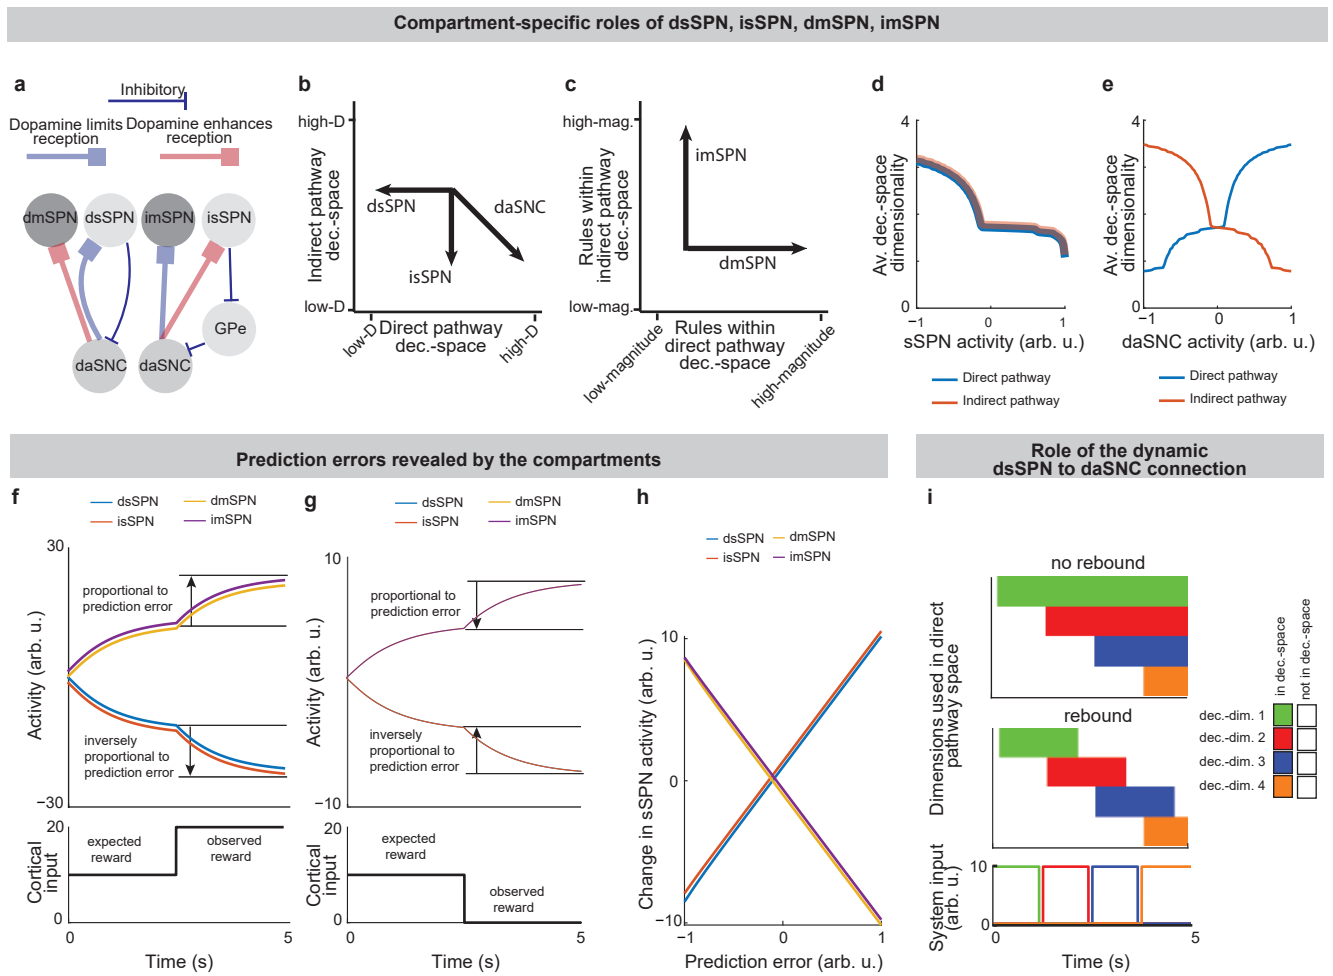 Compartment-specific roles of dsSPN, isSPN, dmSPN, imSPN
a
Inhibitory
Dopamine limits
reception
Dopamine enhances
reception
dmSPN
dsSPN
imSPN
isSPN
GPe
daSNC
daSNC
b
Indirect pathway
dec.-space
high-D
low-D
dsSPN
daSNC
isSPN
low-D
Direct pathway
dec.-space
high-D
c
Rules within
indirect pathway
dec.-space
high-mag.
low-mag.
imSPN
dmSPN
low-magnitude
Rules within
direct pathway
dec.-space
high-magnitude
d
Av. dec.-space
dimensionality
4
0
−1
0
1
sSPN activity (arb. u.)
Direct pathway
Indirect pathway
e
Av. dec.-space
dimensionality
4
0
−1
0
1
daSNC activity (arb. u.)
Direct pathway
Indirect pathway
Prediction errors revealed by the compartments
f
dsSPN
dmSPN
isSPN
imSPN
Activity (arb. u.)
30
−30
proportional to
prediction error
inversely
proportional to
prediction error
Cortical
input
20
0
expected
reward
observed
reward
0
5
Time (s)
g
dsSPN
dmSPN
isSPN
imSPN
Activity (arb. u.)
10
−10
proportional to
prediction error
inversely
proportional to
prediction error
Cortical
input
20
0
expected
reward
observed
reward
0
5
Time (s)
h
dsSPN
dmSPN
isSPN
imSPN
Change in sSPN activity (arb. u.)
10
0
−10
−1
0
1
Prediction error (arb. u.)
Role of the dynamic
dsSPN to daSNC connection
i
Dimensions used in direct
pathway space
no rebound
rebound
in dec.-space
not in dec.-space
dec.-dim. 1
dec.-dim. 2
dec.-dim. 3
dec.-dim. 4
System input
(arb. u.)
10
0
0
5
Time (s)